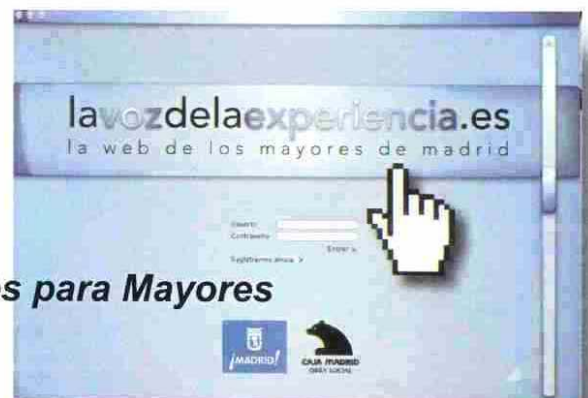 lavozdelaexperiencia.es
la web de los mayores de madrid
Usuario
Contraseña
Entrar >
Registrarme ahora >
s para Mayores
¡MADRID!
CAJA MADRID
OBRA SOCIAL